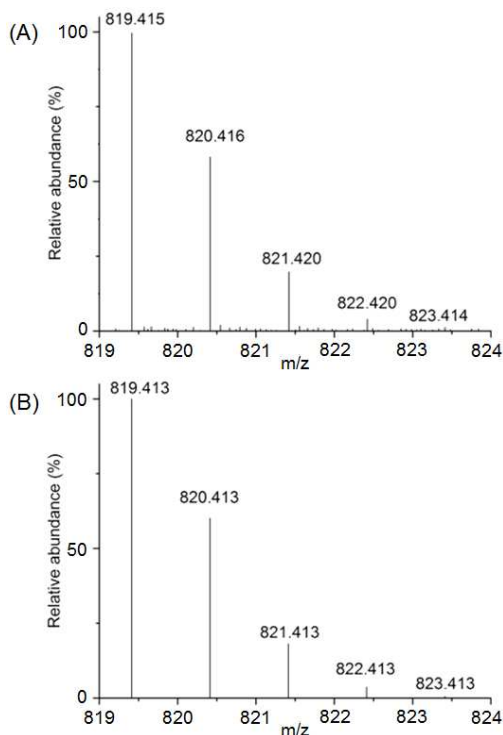 (A)
819.415
820.416
821.420
822.420
823.414
100
50
0
Relative abundance (%)
819 820 821 822 823 824
m/z
(B)
819.413
820.413
821.413
822.413
823.413
100
50
0
Relative abundance (%)
819 820 821 822 823 824
m/z